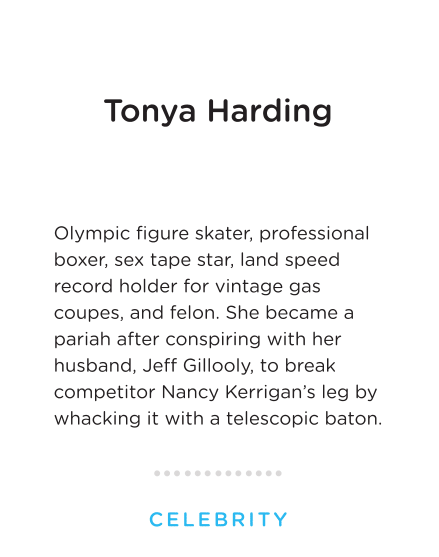 Tonya Harding
Olympic figure skater, professional
boxer, sex tape star, land speed
record holder for vintage gas
coupes, and felon. She became a
pariah after conspiring with her
husband, Jeff Gillooly, to break
competitor Nancy Kerrigan’s leg by
whacking it with a telescopic baton.
CELEBRITY